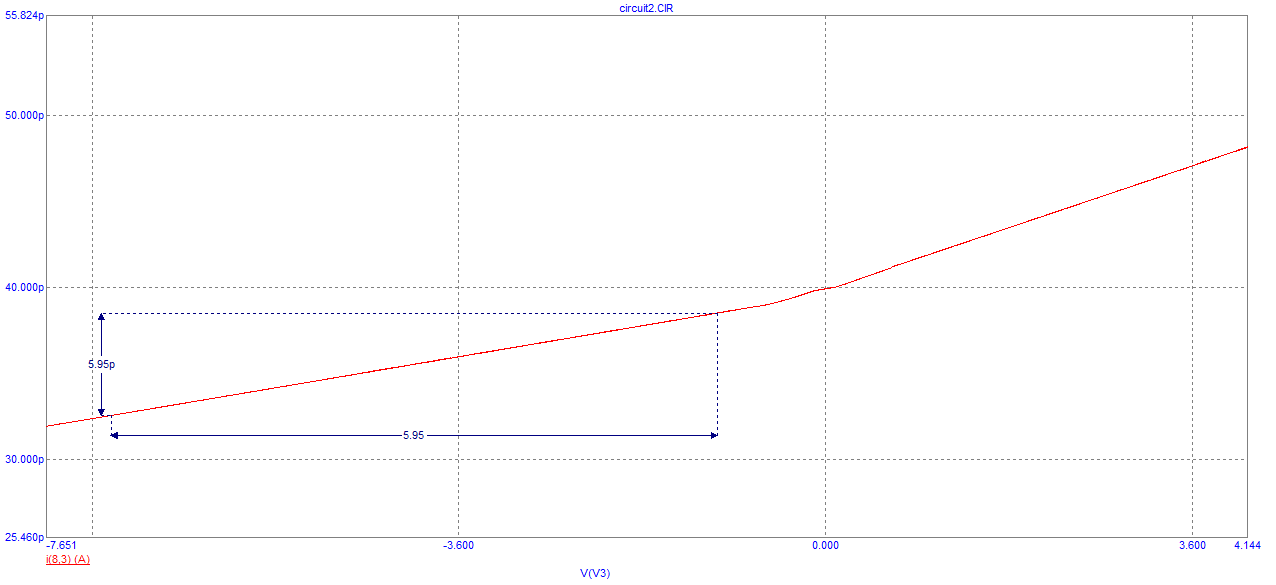 circuit2.CIR
55.824p
50.000p
40.000p
5.95p
5.95
30.000p
25.460p
-7.651 -3.600 0.000 3.600 4.144
i(8,3) (A)
V(V3)